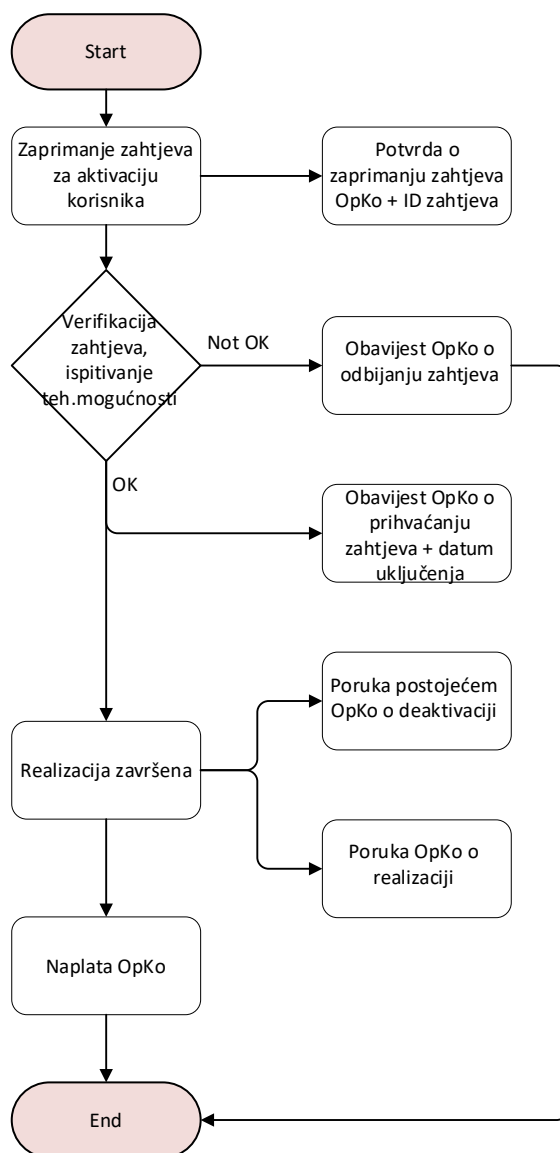 Start
Zaprimanje zahtjeva
za aktivaciju
korisnika
Potvrda o
zaprimanju zahtjeva
OpKo + ID zahtjeva
Verifikacija
zahtjeva,
ispitivanje
teh.mogućnosti
Not OK
Obavijest OpKo o
odbijanju zahtjeva
OK
Obavijest OpKo o
prihvaćanju
zahtjeva + datum
uključenja
Poruka postojećem
OpKo o deaktivaciji
Realizacija završena
Poruka OpKo o
realizaciji
Naplata OpKo
End